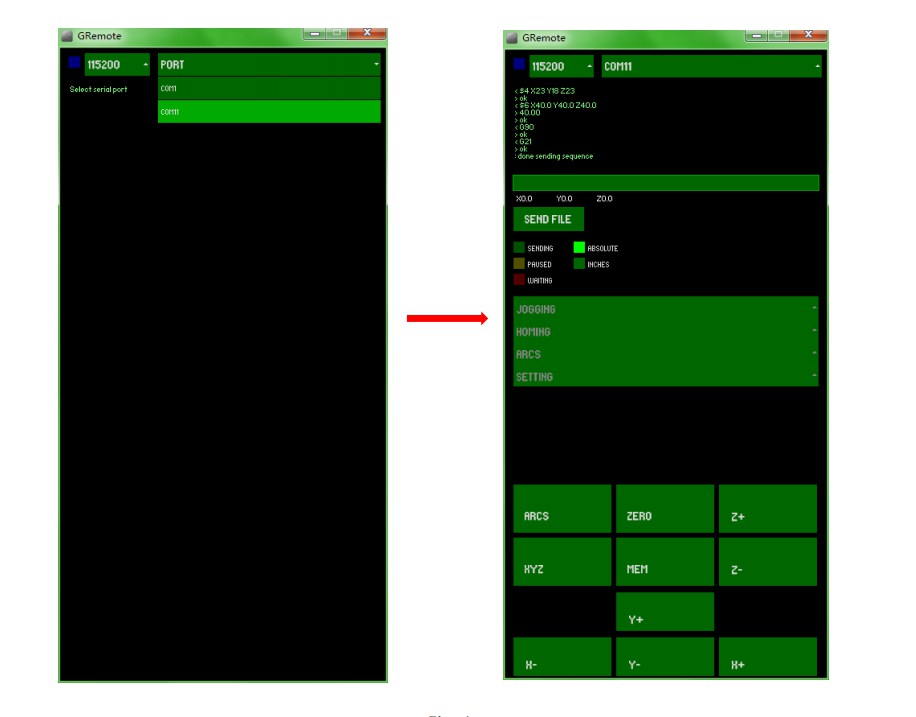 GRemote
115200
PORT
Select serial port
COM1
COM11
GRemote
115200
COM11
< $4 X23 Y18 Z23
> ok
< $6 X40.0 Y40.0 Z40.0
> 40.00
> ok
< G90
> ok
< G21
> ok
: done sending sequence
X0.0 Y0.0 Z0.0
SEND FILE
SENDING ABSOLUTE
PAUSED INCHES
WAITING
JOGGING
HOMING
ARCS
SETTING
ARCS ZERO Z+
XYZ MEM Z-
Y+
X- Y- X+